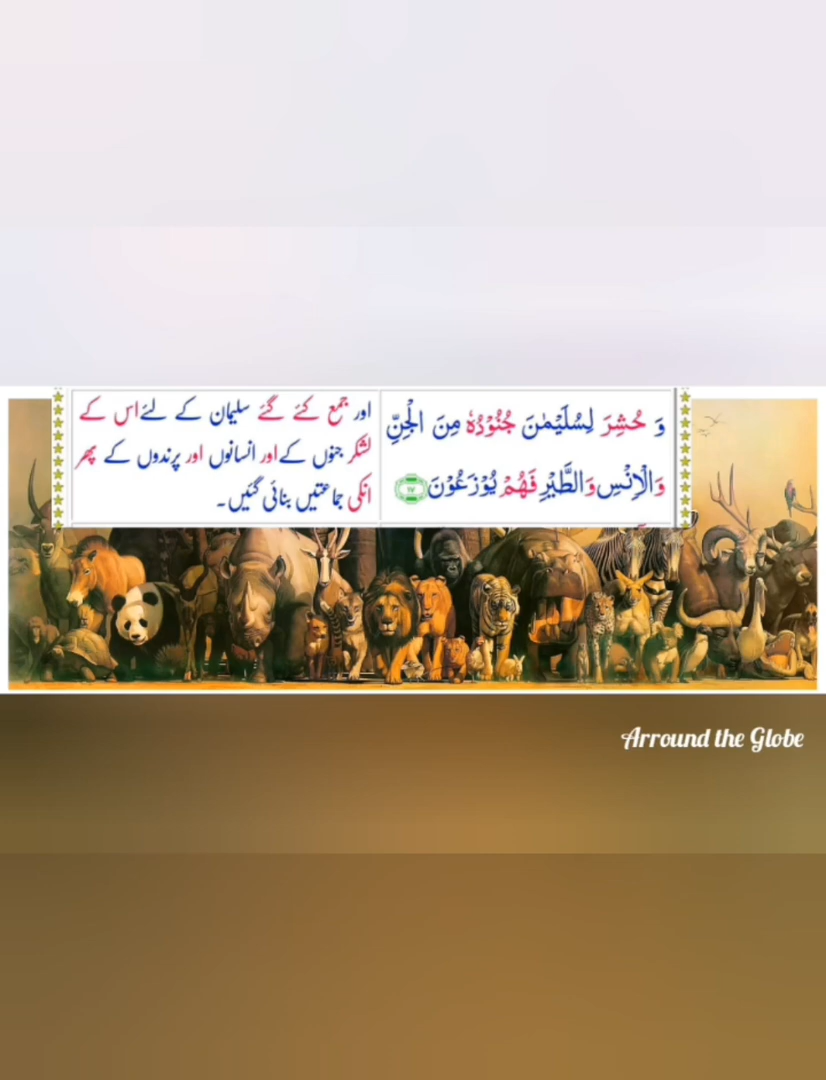 وَ حُشِرَ لِسُلَیْمٰنَ جُنُوْدُهٗ مِنَ الْجِنِّ
وَالْاِنْسِ وَالطَّیْرِ فَهُمْ یُوْزَعُوْنَ ﴿۱۷﴾
اور جمع کئے گئے سلیمان کے لئے اس کے
لشکر جنوں کے اور انسانوں اور پرندوں کے پھر
انکی جماعتیں بنائی گئیں۔
Arround the Globe